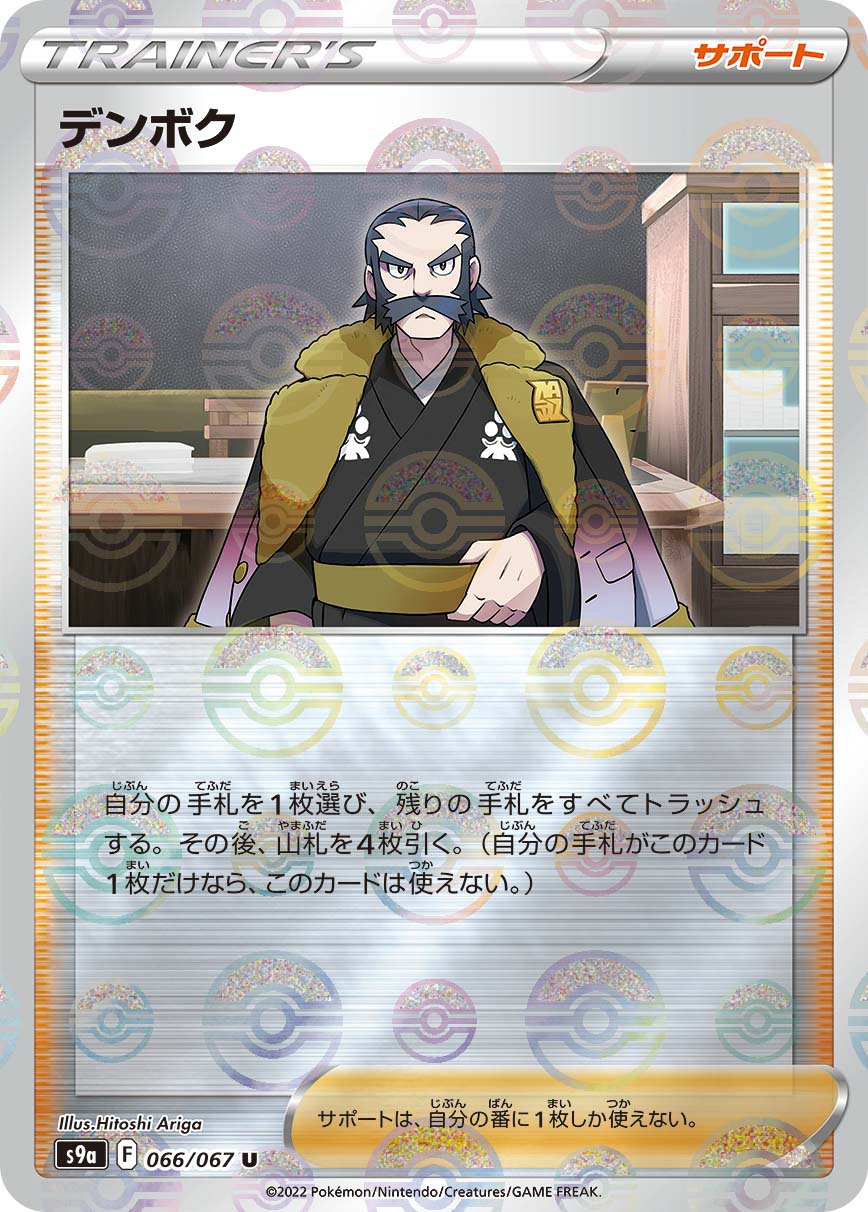 TRAINER'S
サポート
デンボク
自分の手札を1枚選び、残りの手札をすべてトラッシュ
する。その後、山札を4枚引く。（自分の手札がこのカード
1枚だけなら、このカードは使えない。）
Illus.Hitoshi Ariga
サポートは、自分の番に1枚しか使えない。
s9a F 066/067 U
©2022 Pokémon/Nintendo/Creatures/GAME FREAK.